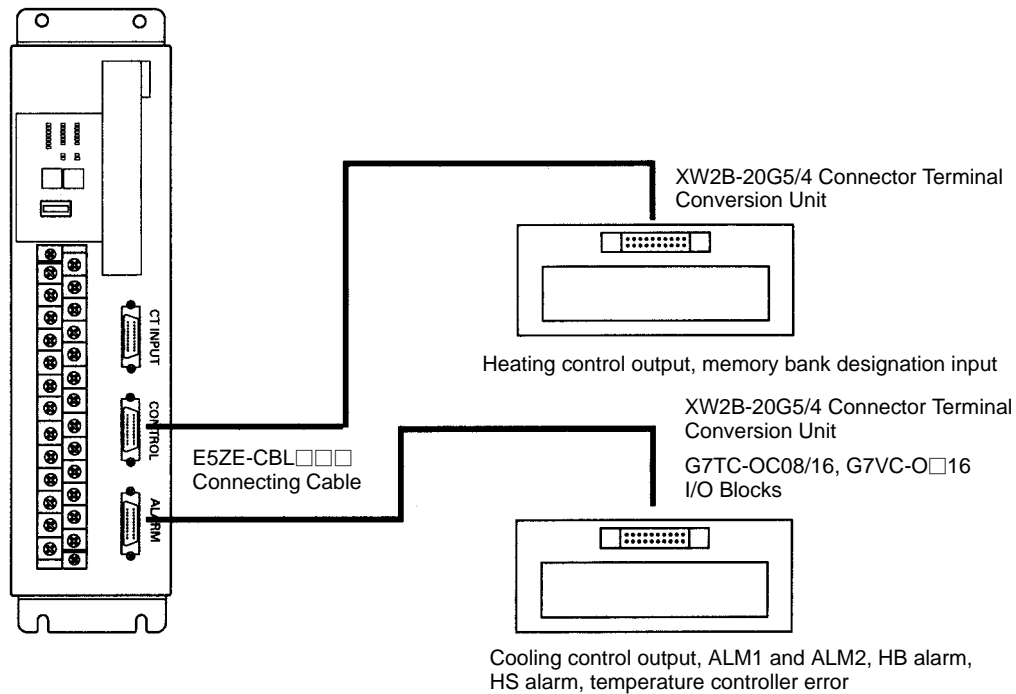 XW2B-20G5/4 Connector Terminal
Conversion Unit
CT INPUT
Heating control output, memory bank designation input
CONTROL
XW2B-20G5/4 Connector Terminal
Conversion Unit
E5ZE-CBL□□□
Connecting Cable
G7TC-OC08/16, G7VC-O□16
I/O Blocks
ALARM
Cooling control output, ALM1 and ALM2, HB alarm,
HS alarm, temperature controller error